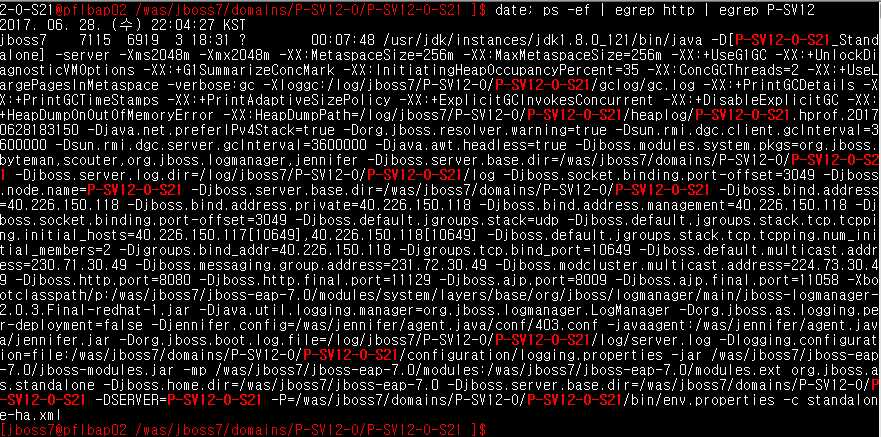 2-0-S21@pflbap02 /was/jboss7/domains/P-SV12-0/P-SV12-0-S21 ]$ date; ps -ef | egrep http | egrep P-SV12
2017. 06. 28. (수) 22:04:27 KST
jboss7    7115  6919  3 18:31 ?        00:07:48 /usr/jdk/instances/jdk1.8.0_121/bin/java -D[P-SV12-0-S21_Stand
alone] -server -Xms2048m -Xmx2048m -XX:MetaspaceSize=256m -XX:MaxMetaspaceSize=256m -XX:+UseG1GC -XX:+UnlockDi
agnosticVMOptions -XX:+G1SummarizeConcMark -XX:InitiatingHeapOccupancyPercent=35 -XX:ConcGCThreads=2 -XX:+UseL
argePagesInMetaspace -verbose:gc -Xloggc:/log/jboss7/P-SV12-0/P-SV12-0-S21/gclog/gc.log -XX:+PrintGCDetails -X
X:+PrintGCTimeStamps -XX:+PrintAdaptiveSizePolicy -XX:+ExplicitGCInvokesConcurrent -XX:+DisableExplicitGC -XX:
+HeapDumpOnOutOfMemoryError -XX:HeapDumpPath=/log/jboss7/P-SV12-0/P-SV12-0-S21/heaplog/P-SV12-0-S21.hprof.2017
0628183150 -Djava.net.preferIPv4Stack=true -Dorg.jboss.resolver.warning=true -Dsun.rmi.dgc.client.gcInterval=3
600000 -Dsun.rmi.dgc.server.gcInterval=3600000 -Djava.awt.headless=true -Djboss.modules.system.pkgs=org.jboss.
byteman,scouter,org.jboss.logmanager,jennifer -Djboss.server.base.dir=/was/jboss7/domains/P-SV12-0/P-SV12-0-S2
1 -Djboss.server.log.dir=/log/jboss7/P-SV12-0/P-SV12-0-S21/log -Djboss.socket.binding.port-offset=3049 -Djboss
.node.name=P-SV12-0-S21 -Djboss.server.base.dir=/was/jboss7/domains/P-SV12-0/P-SV12-0-S21 -Djboss.bind.address
=40.226.150.118 -Djboss.bind.address.private=40.226.150.118 -Djboss.bind.address.management=40.226.150.118 -Dj
boss.socket.binding.port-offset=3049 -Djboss.default.jgroups.stack=udp -Djboss.default.jgroups.stack.tcp.tcppi
ng.initial_hosts=40.226.150.117[10649],40.226.150.118[10649] -Djboss.default.jgroups.stack.tcp.tcpping.num_ini
tial_members=2 -Djgroups.bind_addr=40.226.150.118 -Djgroups.tcp.bind_port=10649 -Djboss.default.multicast.addr
ess=230.71.30.49 -Djboss.messaging.group.address=231.72.30.49 -Djboss.modcluster.multicast.address=224.73.30.4
9 -Djboss.http.port=8080 -Djboss.http.final.port=11129 -Djboss.ajp.port=8009 -Djboss.ajp.final.port=11058 -Xbo
otclasspath/p:/was/jboss7/jboss-eap-7.0/modules/system/layers/base/org/jboss/logmanager/main/jboss-logmanager-
2.0.3.Final-redhat-1.jar -Djava.util.logging.manager=org.jboss.logmanager.LogManager -Dorg.jboss.as.logging.pe
r-deployment=false -Djennifer.config=/was/jennifer/agent.java/conf/403.conf -javaagent:/was/jennifer/agent.jav
a/jennifer.jar -Dorg.jboss.boot.log.file=/log/jboss7/P-SV12-0/P-SV12-0-S21/log/server.log -Dlogging.configurat
ion=file:/was/jboss7/domains/P-SV12-0/P-SV12-0-S21/configuration/logging.properties -jar /was/jboss7/jboss-eap
-7.0/jboss-modules.jar -mp /was/jboss7/jboss-eap-7.0/modules:/was/jboss7/jboss-eap-7.0/modules.ext org.jboss.a
s.standalone -Djboss.home.dir=/was/jboss7/jboss-eap-7.0 -Djboss.server.base.dir=/was/jboss7/domains/P-SV12-0/P
-SV12-0-S21 -DSERVER=P-SV12-0-S21 -P=/was/jboss7/domains/P-SV12-0/P-SV12-0-S21/bin/env.properties -c standalon
e-ha.xml
[jboss7@pflbap02 /was/jboss7/domains/P-SV12-0/P-SV12-0-S21 ]$